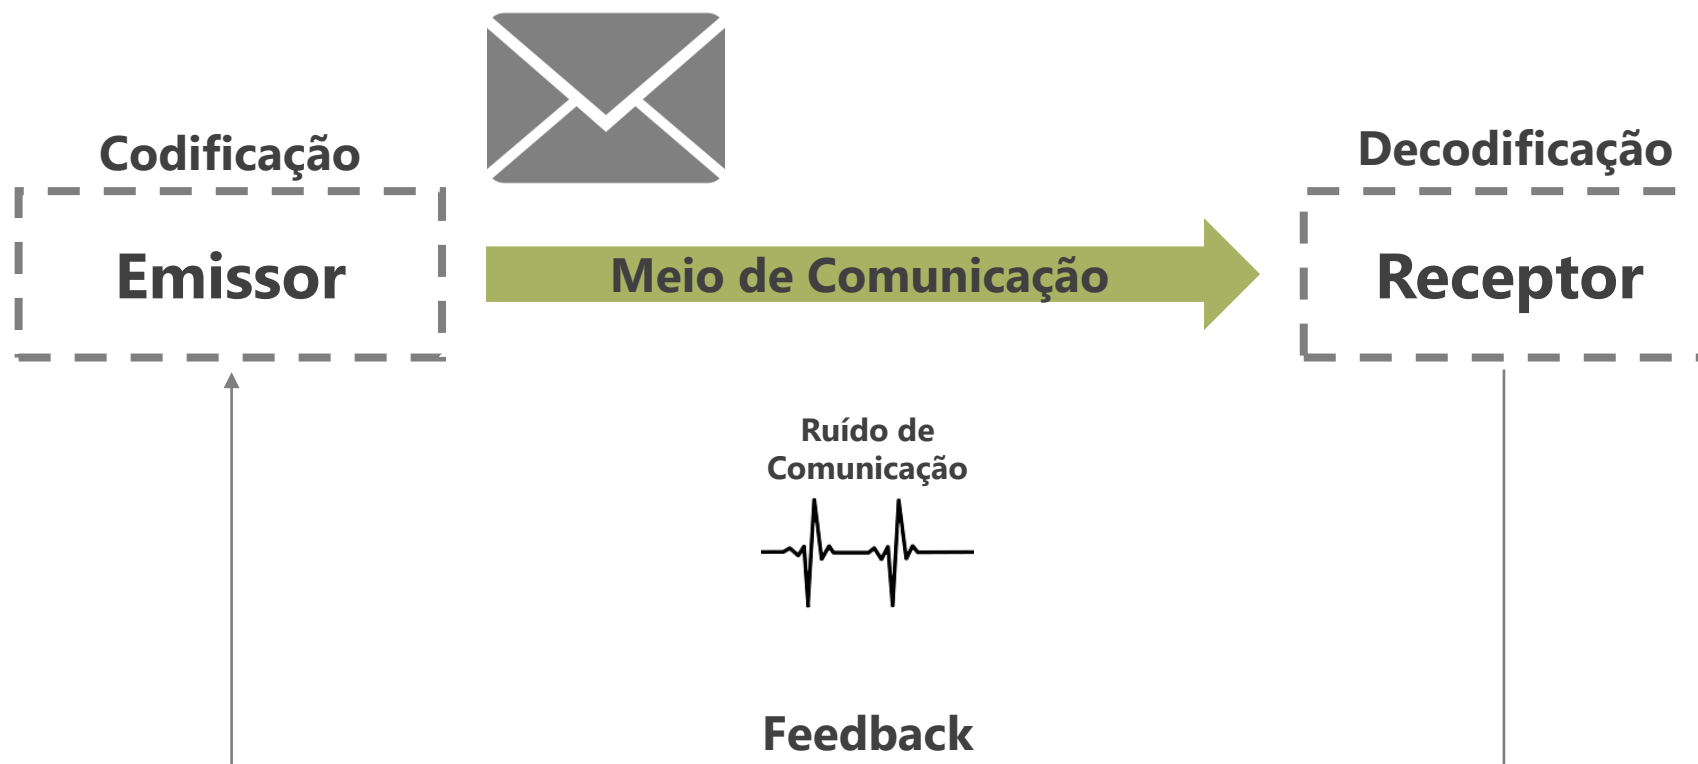 Codificação
Decodificação
Emissor
Meio de Comunicação
Receptor
Ruído de
Comunicação
Feedback